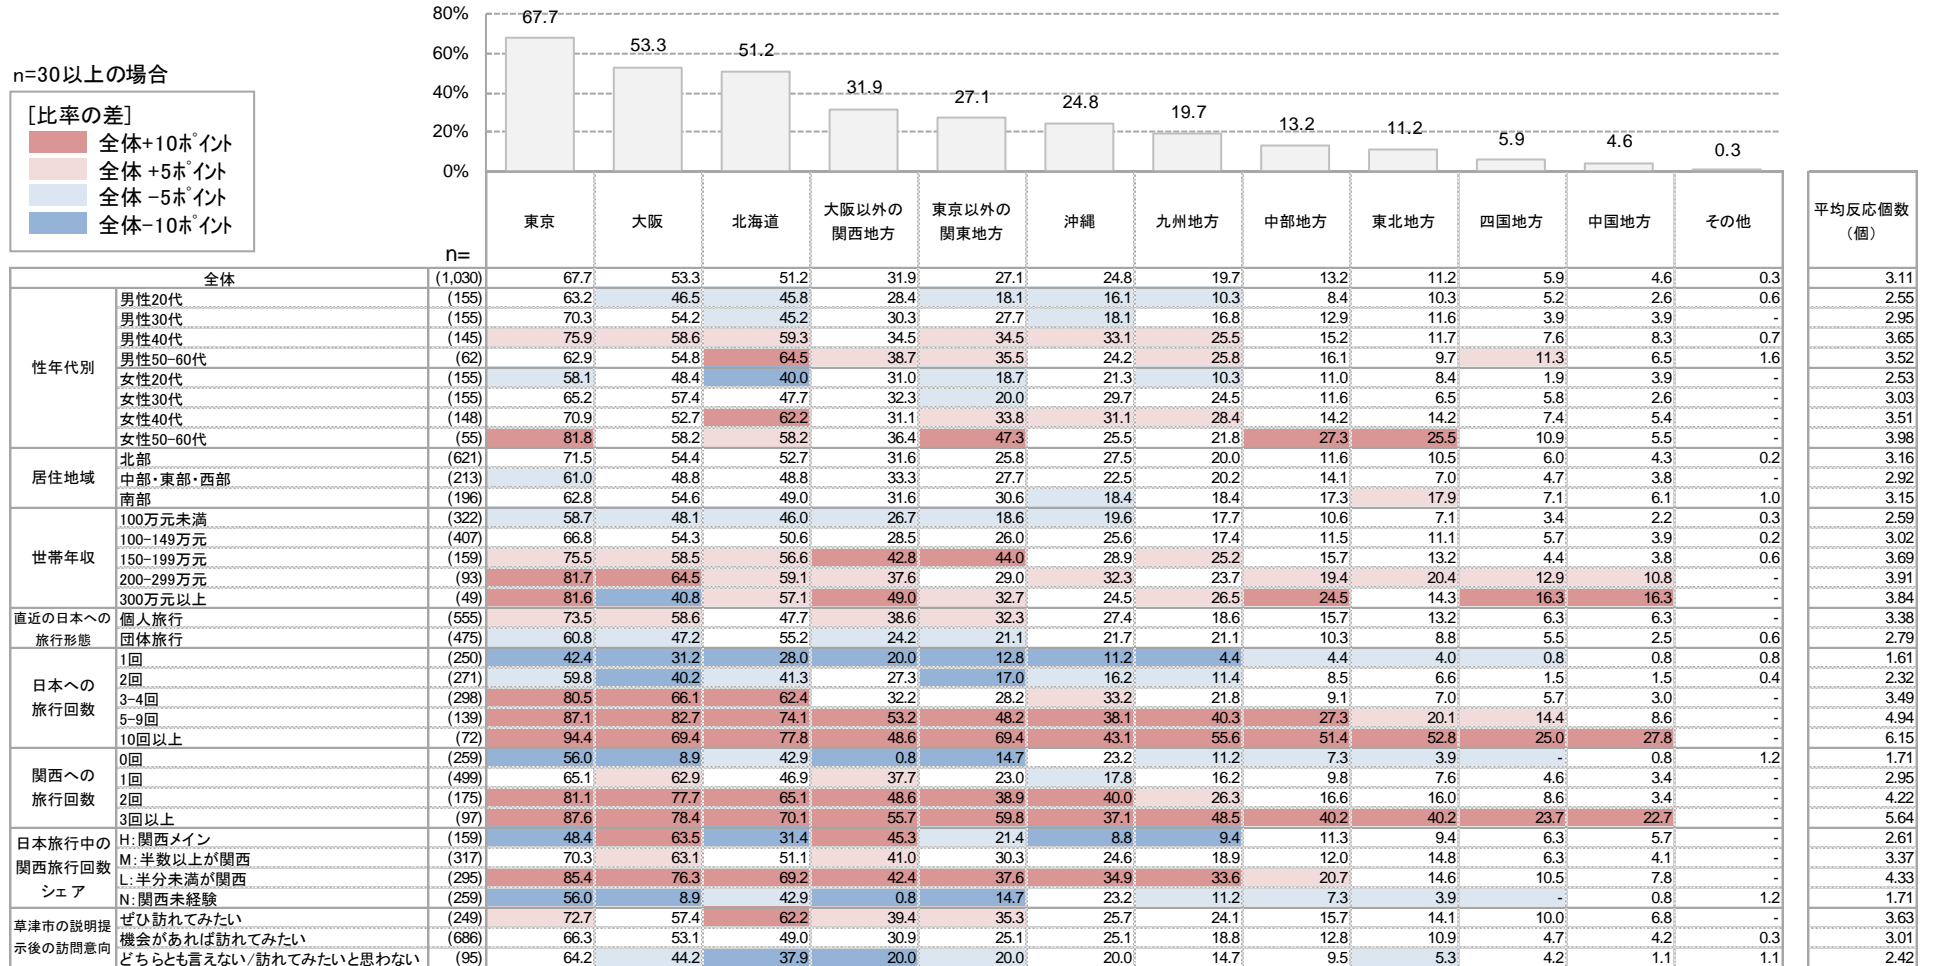 80%
60%
40%
20%
0%
67.7
53.3
51.2
31.9
27.1
24.8
19.7
13.2
11.2
5.9
4.6
0.3
n=30以上の場合
[比率の差]
全体+10ﾎﾟｲﾝﾄ
全体 +5ﾎﾟｲﾝﾄ
全体 -5ﾎﾟｲﾝﾄ
全体-10ﾎﾟｲﾝﾄ
n= 東京 大阪 北海道 大阪以外の関西地方 東京以外の関東地方 沖縄 九州地方 中部地方 東北地方 四国地方 中国地方 その他 平均反応個数(個)
全体 (1,030) 67.7 53.3 51.2 31.9 27.1 24.8 19.7 13.2 11.2 5.9 4.6 0.3 3.11
性年代別
男性20代 (155) 63.2 46.5 45.8 28.4 18.1 16.1 10.3 8.4 10.3 5.2 2.6 0.6 2.55
男性30代 (155) 70.3 54.2 45.2 30.3 27.7 18.1 16.8 12.9 11.6 3.9 3.9 - 2.95
男性40代 (145) 75.9 58.6 59.3 34.5 34.5 33.1 25.5 15.2 11.7 7.6 8.3 0.7 3.65
男性50-60代 (62) 62.9 54.8 64.5 38.7 35.5 24.2 25.8 16.1 9.7 11.3 6.5 1.6 3.52
女性20代 (155) 58.1 48.4 40.0 31.0 18.7 21.3 10.3 11.0 8.4 1.9 3.9 - 2.53
女性30代 (155) 65.2 57.4 47.7 32.3 20.0 29.7 24.5 11.6 6.5 5.8 2.6 - 3.03
女性40代 (148) 70.9 52.7 62.2 31.1 33.8 31.1 28.4 14.2 14.2 7.4 5.4 - 3.51
女性50-60代 (55) 81.8 58.2 58.2 36.4 47.3 25.5 21.8 27.3 25.5 10.9 5.5 - 3.98
居住地域
北部 (621) 71.5 54.4 52.7 31.6 25.8 27.5 20.0 11.6 10.5 6.0 4.3 0.2 3.16
中部・東部・西部 (213) 61.0 48.8 48.8 33.3 27.7 22.5 20.2 14.1 7.0 4.7 3.8 - 2.92
南部 (196) 62.8 54.6 49.0 31.6 30.6 18.4 18.4 17.3 17.9 7.1 6.1 1.0 3.15
世帯年収
100万元未満 (322) 58.7 48.1 46.0 26.7 18.6 19.6 17.7 10.6 7.1 3.4 2.2 0.3 2.59
100-149万元 (407) 66.8 54.3 50.6 28.5 26.0 25.6 17.4 11.5 11.1 5.7 3.9 0.2 3.02
150-199万元 (159) 75.5 58.5 56.6 42.8 44.0 28.9 25.2 15.7 13.2 4.4 3.8 0.6 3.69
200-299万元 (93) 81.7 64.5 59.1 37.6 29.0 32.3 23.7 19.4 20.4 12.9 10.8 - 3.91
300万元以上 (49) 81.6 40.8 57.1 49.0 32.7 24.5 26.5 24.5 14.3 16.3 16.3 - 3.84
直近の日本への
旅行形態
個人旅行 (555) 73.5 58.6 47.7 38.6 32.3 27.4 18.6 15.7 13.2 6.3 6.3 - 3.38
団体旅行 (475) 60.8 47.2 55.2 24.2 21.1 21.7 21.1 10.3 8.8 5.5 2.5 0.6 2.79
日本への
旅行回数
1回 (250) 42.4 31.2 28.0 20.0 12.8 11.2 4.4 4.4 4.0 0.8 0.8 0.8 1.61
2回 (271) 59.8 40.2 41.3 27.3 17.0 16.2 11.4 8.5 6.6 1.5 1.5 0.4 2.32
3-4回 (298) 80.5 66.1 62.4 32.2 28.2 33.2 21.8 9.1 7.0 5.7 3.0 - 3.49
5-9回 (139) 87.1 82.7 74.1 53.2 48.2 38.1 40.3 27.3 20.1 14.4 8.6 - 4.94
10回以上 (72) 94.4 69.4 77.8 48.6 69.4 43.1 55.6 51.4 52.8 25.0 27.8 - 6.15
関西への
旅行回数
0回 (259) 56.0 8.9 42.9 0.8 14.7 23.2 11.2 7.3 3.9 - 0.8 1.2 1.71
1回 (499) 65.1 62.9 46.9 37.7 23.0 17.8 16.2 9.8 7.6 4.6 3.4 - 2.95
2回 (175) 81.1 77.7 65.1 48.6 38.9 40.0 26.3 16.6 16.0 8.6 3.4 - 4.22
3回以上 (97) 87.6 78.4 70.1 55.7 59.8 37.1 48.5 40.2 40.2 23.7 22.7 - 5.64
日本旅行中の
関西旅行回数
シェア
H:関西メイン (159) 48.4 63.5 31.4 45.3 21.4 8.8 9.4 11.3 9.4 6.3 5.7 - 2.61
M:半数以上が関西 (317) 70.3 63.1 51.1 41.0 30.3 24.6 18.9 12.0 14.8 6.3 4.1 - 3.37
L:半分未満が関西 (295) 85.4 76.3 69.2 42.4 37.6 34.9 33.6 20.7 14.6 10.5 7.8 - 4.33
N:関西未経験 (259) 56.0 8.9 42.9 0.8 14.7 23.2 11.2 7.3 3.9 - 0.8 1.2 1.71
草津市の説明提
示後の訪問意向
ぜひ訪れてみたい (249) 72.7 57.4 62.2 39.4 35.3 25.7 24.1 15.7 14.1 10.0 6.8 - 3.63
機会があれば訪れてみたい (686) 66.3 53.1 49.0 30.9 25.1 25.1 18.8 12.8 10.9 4.7 4.2 0.3 3.01
どちらとも言えない/訪れてみたいと思わない (95) 64.2 44.2 37.9 20.0 20.0 20.0 14.7 9.5 5.3 4.2 1.1 1.1 2.42